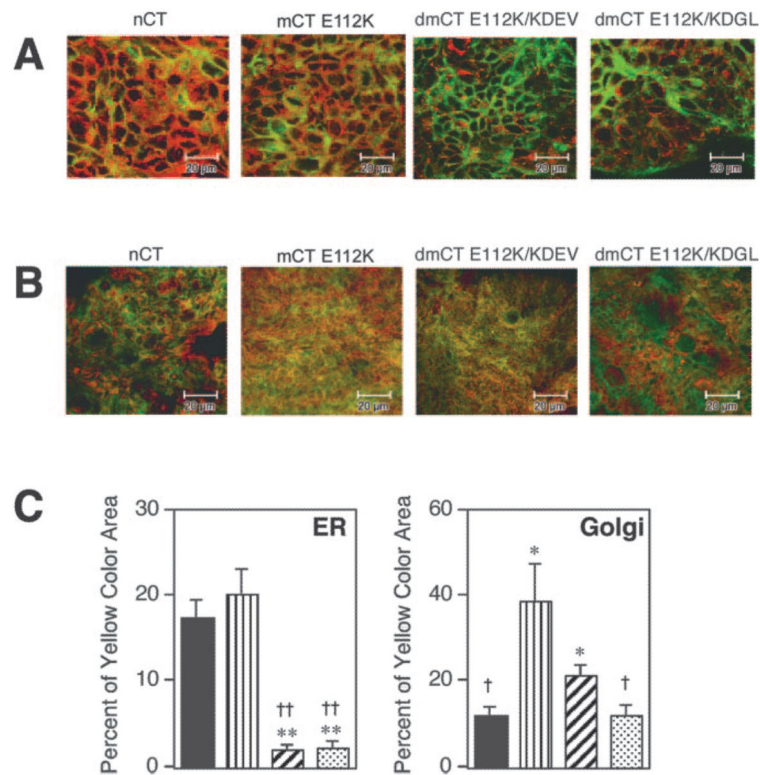 nCT mCT E112K dmCT E112K/KDEV dmCT E112K/KDGL
A
20 µm 20 µm 20 µm 20 µm
nCT mCT E112K dmCT E112K/KDEV dmCT E112K/KDGL
B
20 µm 20 µm 20 µm 20 µm
C
Percent of Yellow Color Area
30
20
10
0
ER
††
**
††
**
Percent of Yellow Color Area
60
40
20
0
Golgi
†
*
*
†